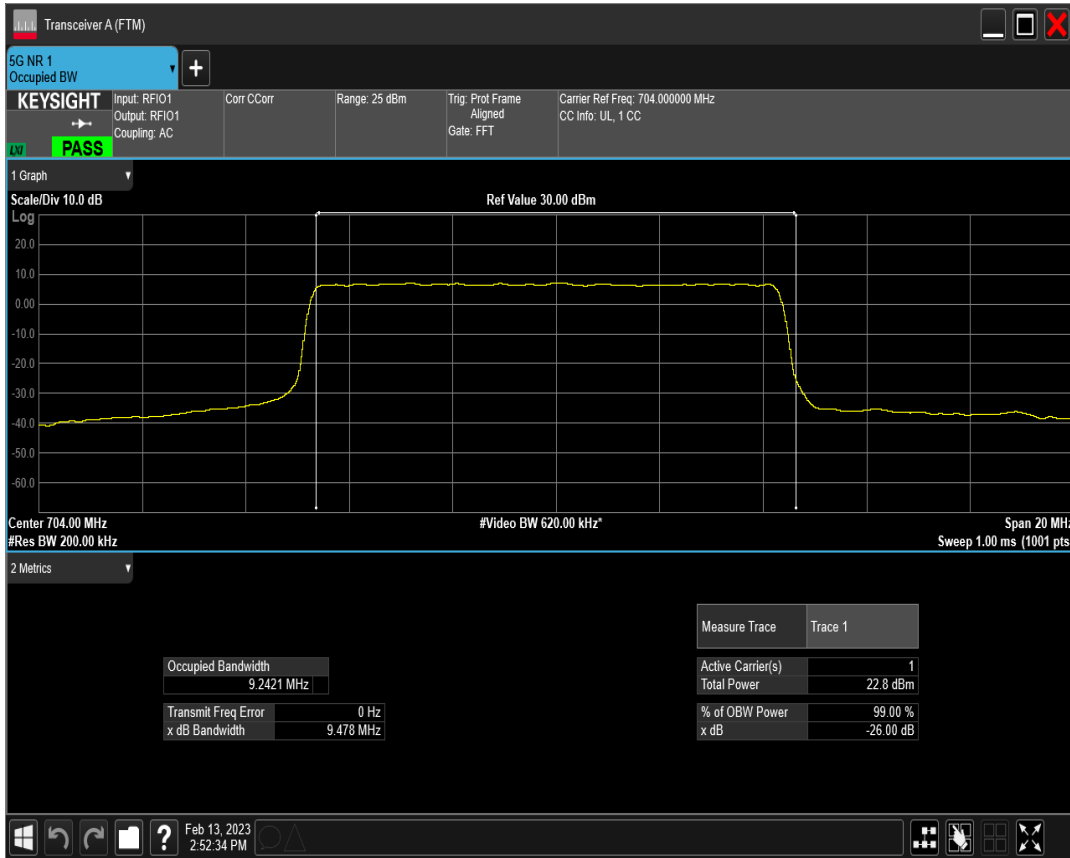 Transceiver A (FTM)
5G NR 1
Occupied BW
+
KEYSIGHT
LXI
PASS
Input: RFIO1
Output: RFIO1
Coupling: AC
Corr CCorr
Range: 25 dBm
Trig: Prot Frame
Aligned
Gate: FFT
Carrier Ref Freq: 704.000000 MHz
CC Info: UL, 1 CC
1 Graph
Scale/Div 10.0 dB
Ref Value 30.00 dBm
Log
20.0
10.0
0.00
-10.0
-20.0
-30.0
-40.0
-50.0
-60.0
Center 704.00 MHz
#Video BW 620.00 kHz*
Span 20 MHz
#Res BW 200.00 kHz
Sweep 1.00 ms (1001 pts
2 Metrics
Measure Trace Trace 1
Occupied Bandwidth
9.2421 MHz
Active Carrier(s) 1
Total Power 22.8 dBm
Transmit Freq Error 0 Hz
x dB Bandwidth 9.478 MHz
% of OBW Power 99.00 %
x dB -26.00 dB
?
Feb 13, 2023
2:52:34 PM